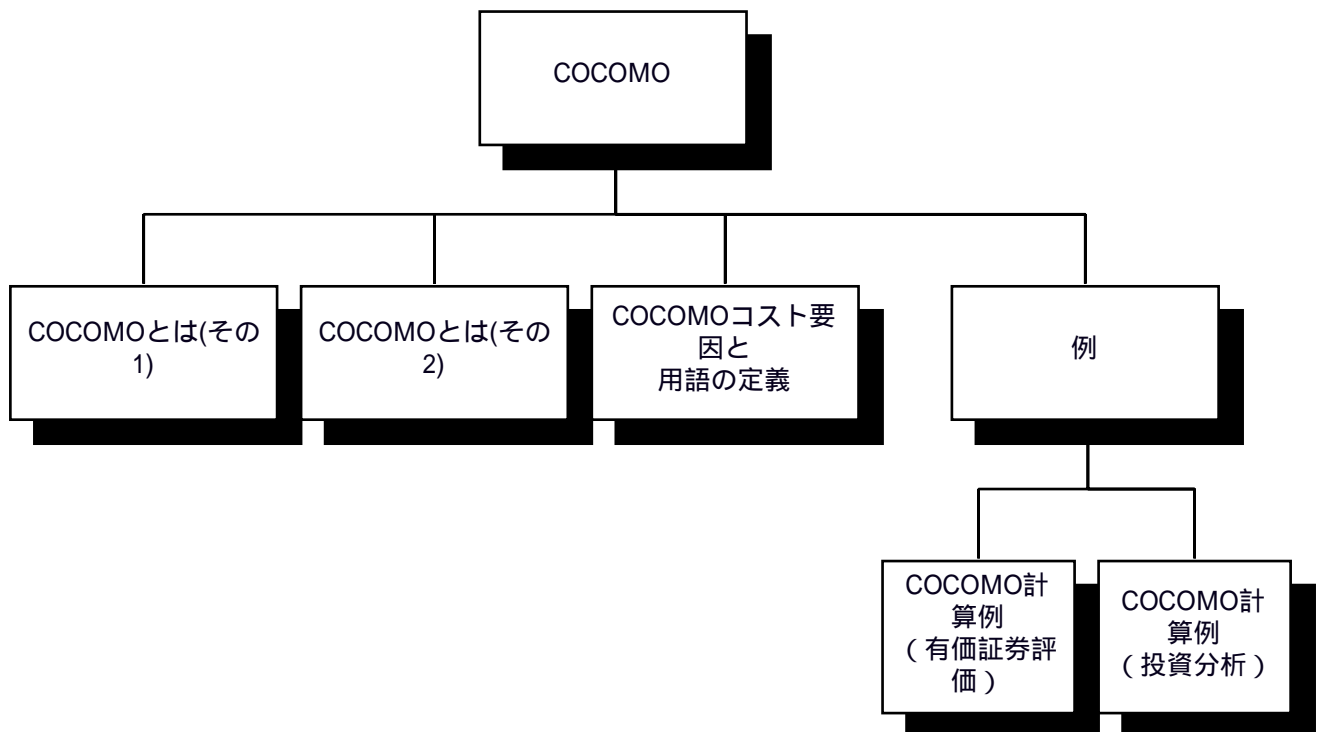 COCOMO
COCOMOとは(その
1)
COCOMOとは(その
2)
COCOMOコスト要
因と
用語の定義
例
COCOMO計
算例
(有価証券評
価)
COCOMO計
算例
(投資分析)